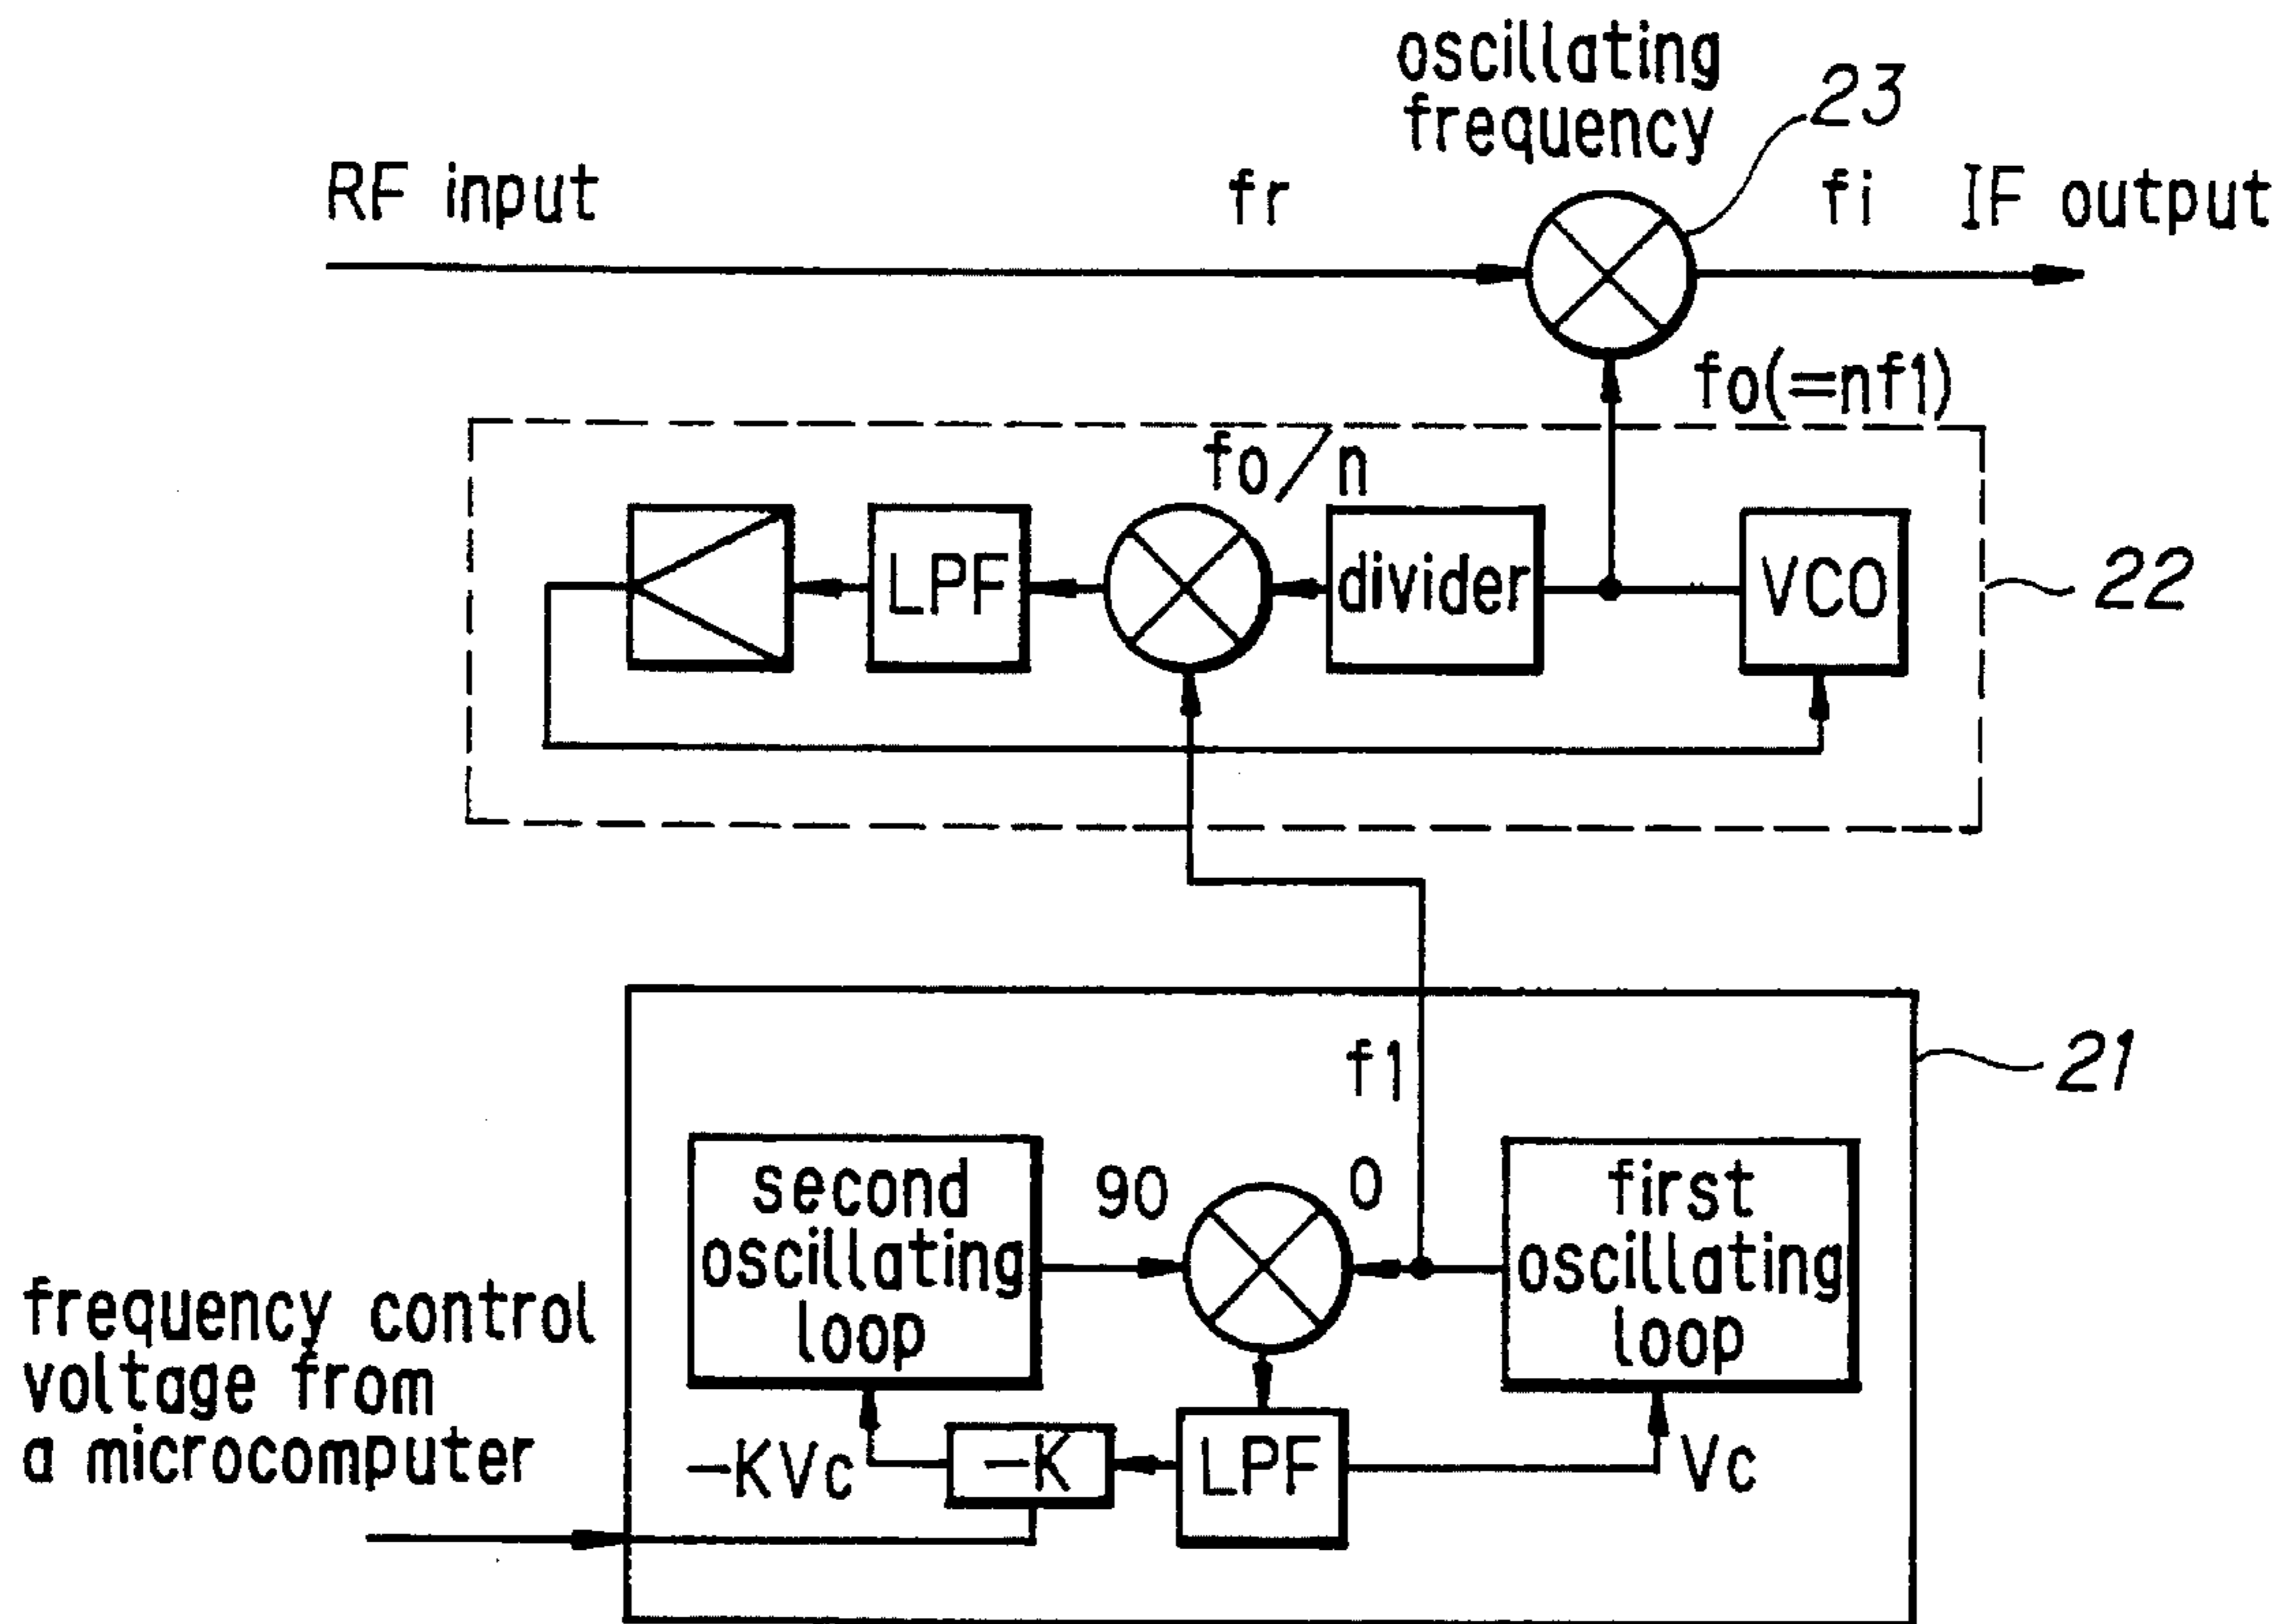 oscillating
frequency
23
RF input
fr
fi
IF output
fo(=nf1)
fo/n
LPF
divider
VCO
22
f1
21
second
oscillating
loop
90
0
first
oscillating
loop
frequency control
voltage from
a microcomputer
-KVc
-K
LPF
Vc